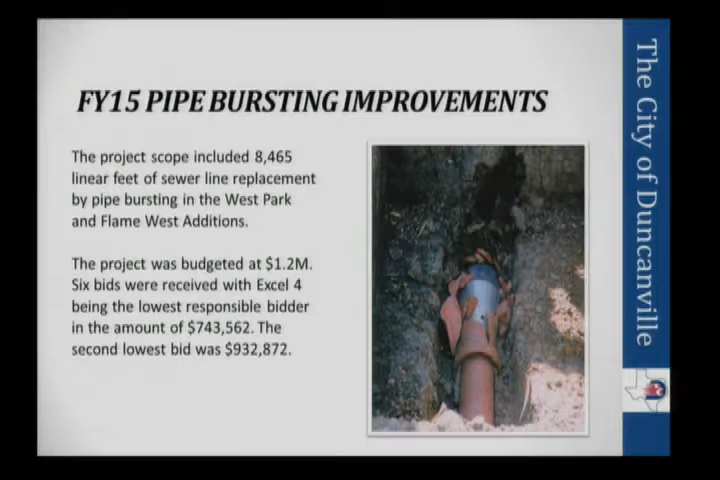 FY15 PIPE BURSTING IMPROVEMENTS
The project scope included 8,465
linear feet of sewer line replacement
by pipe bursting in the West Park
and Flame West Additions.
The project was budgeted at $1.2M.
Six bids were received with Excel 4
being the lowest responsible bidder
in the amount of $743,562. The
second lowest bid was $932,872.
The City of Duncanville